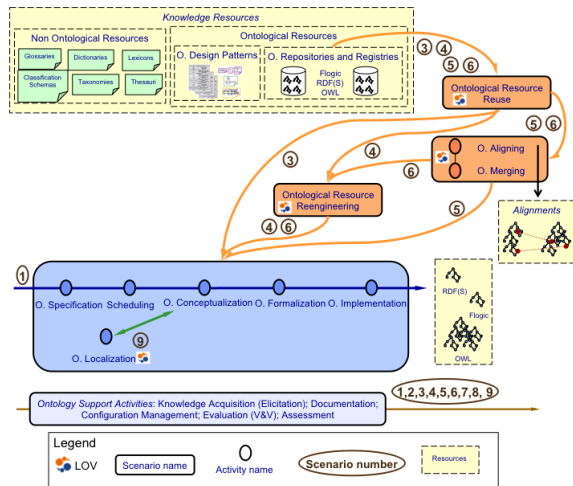 Knowledge Resources
Non Ontological Resources
Glossaries
Dictionaries
Lexicons
Classification
Schemas
Taxonomies
Thesauri
Ontological Resources
O. Design Patterns
O. Repositories and Registries
Flogic
RDF(S)
OWL
3 4
5 6
Ontological Resource
Reuse
5 6
3
4
O. Aligning
O. Merging
6
Ontological Resource
Reengineering
4 6
5
Alignments
1
O. Specification Scheduling O. Conceptualization O. Formalization O. Implementation
9
O. Localization
RDF(S)
Flogic
OWL
Ontology Support Activities: Knowledge Acquisition (Elicitation); Documentation;
Configuration Management; Evaluation (V&V); Assessment
1,2,3,4,5,6,7,8, 9
Legend
LOV
Scenario name
Activity name
Scenario number
Resources